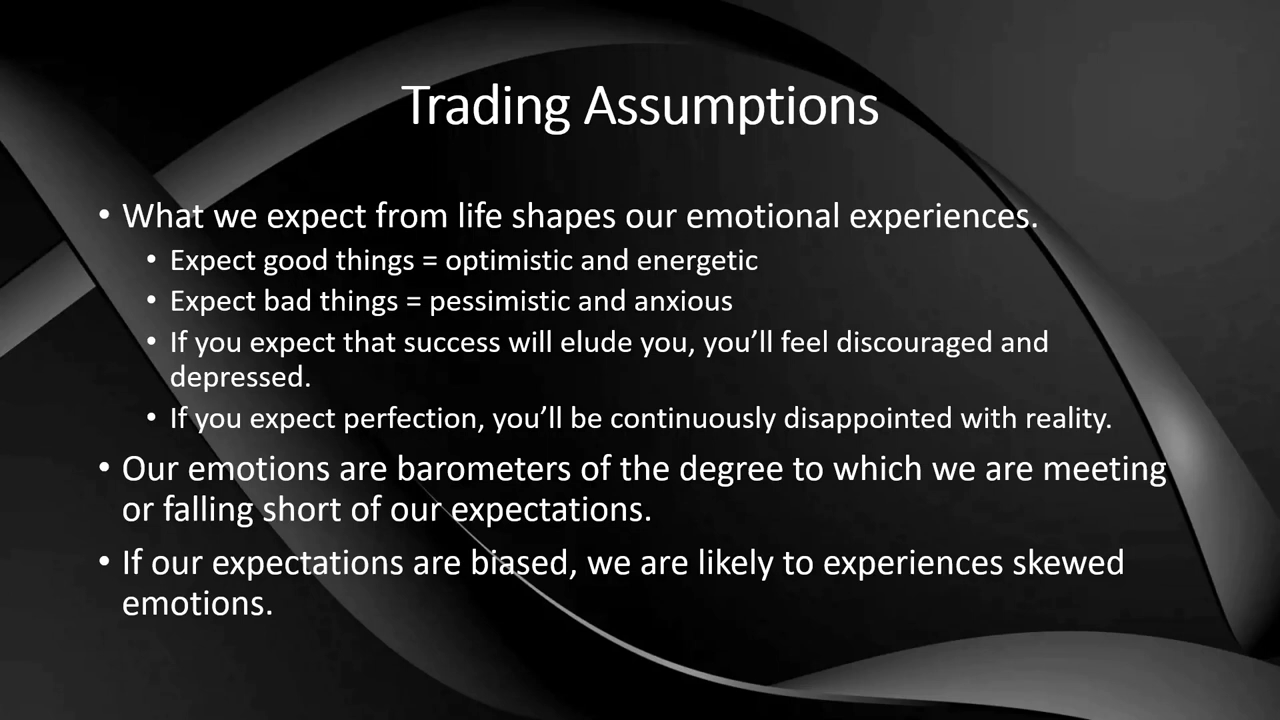 Trading Assumptions
• What we expect from life shapes our emotional experiences.
• Expect good things = optimistic and energetic
• Expect bad things = pessimistic and anxious
• If you expect that success will elude you, you’ll feel discouraged and
depressed.
• If you expect perfection, you’ll be continuously disappointed with reality.
• Our emotions are barometers of the degree to which we are meeting
or falling short of our expectations.
• If our expectations are biased, we are likely to experiences skewed
emotions.